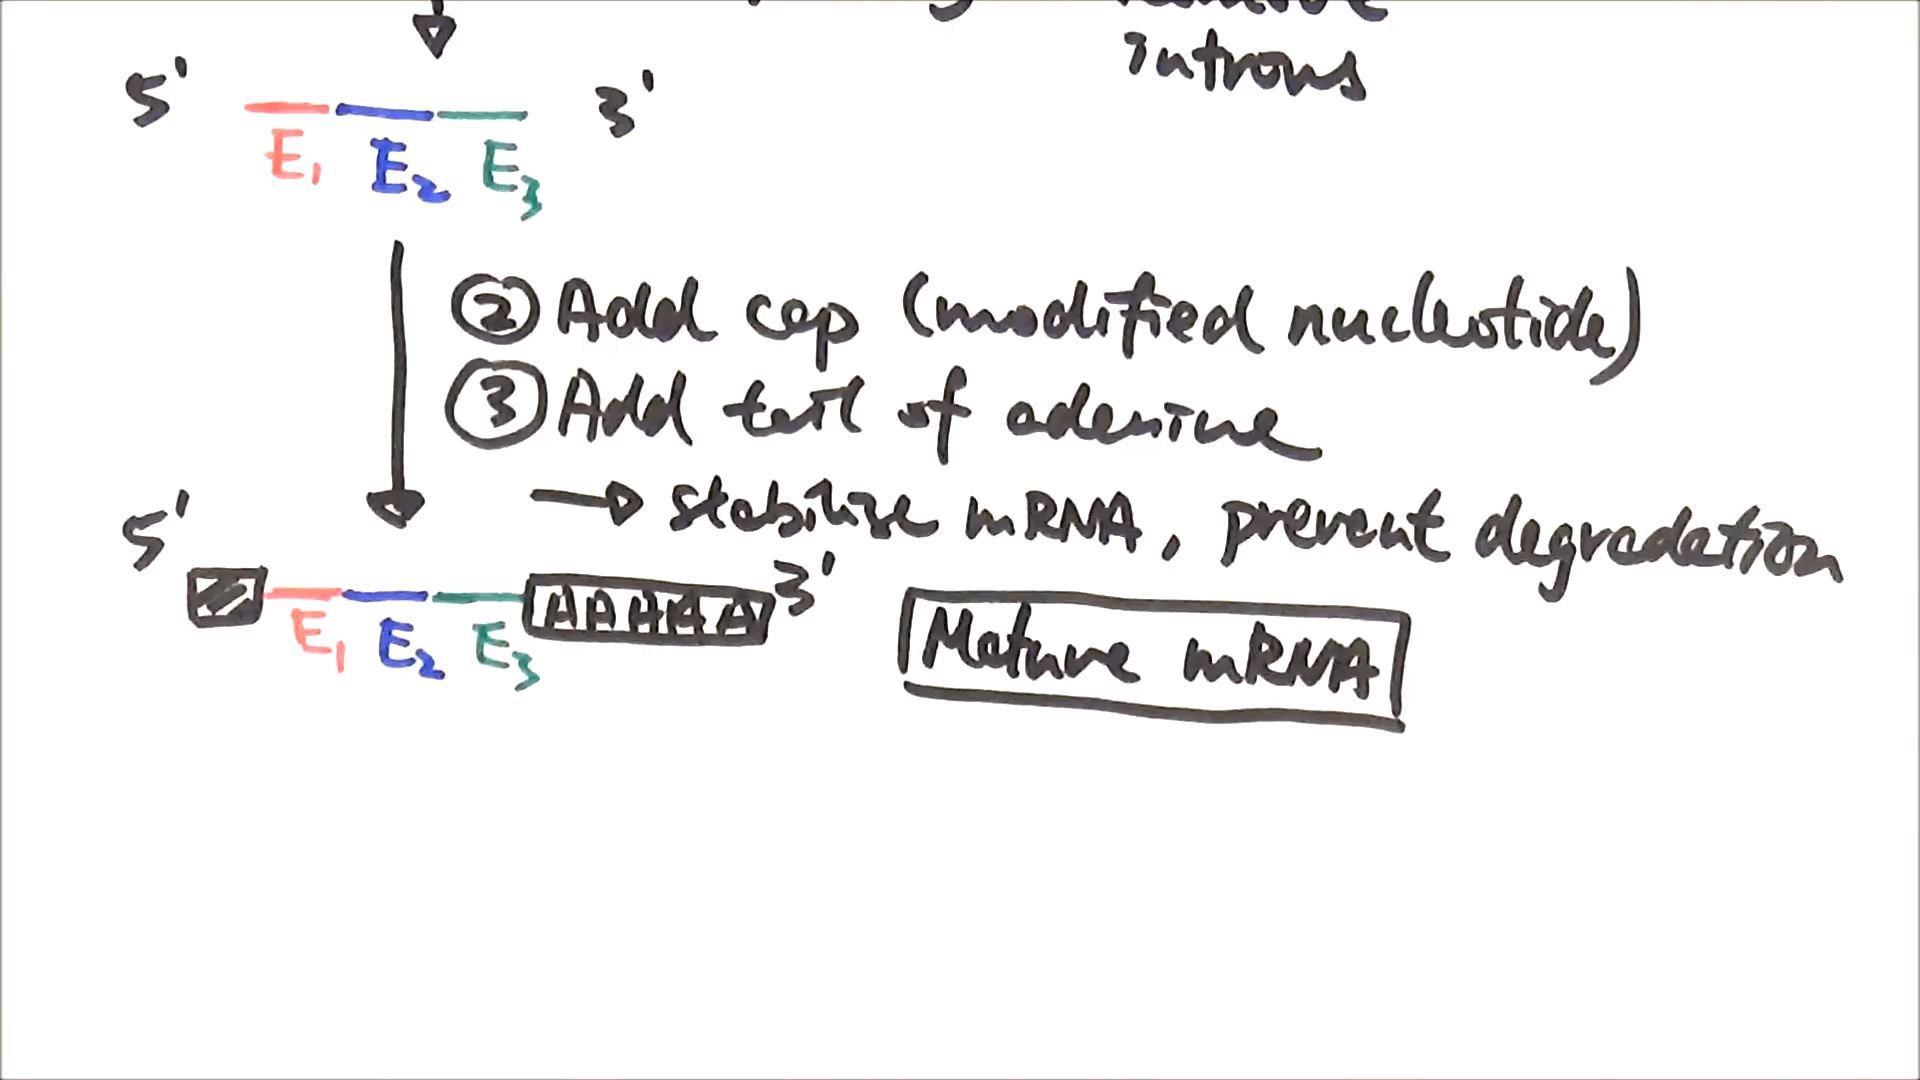 introns
5' 3'
E1 E2 E3
② Add cap (modified nucleotide)
③ Add tail of adenine
→ stabilize mRNA, prevent degradation
5'
AAAAA 3'
E1 E2 E3
Mature mRNA